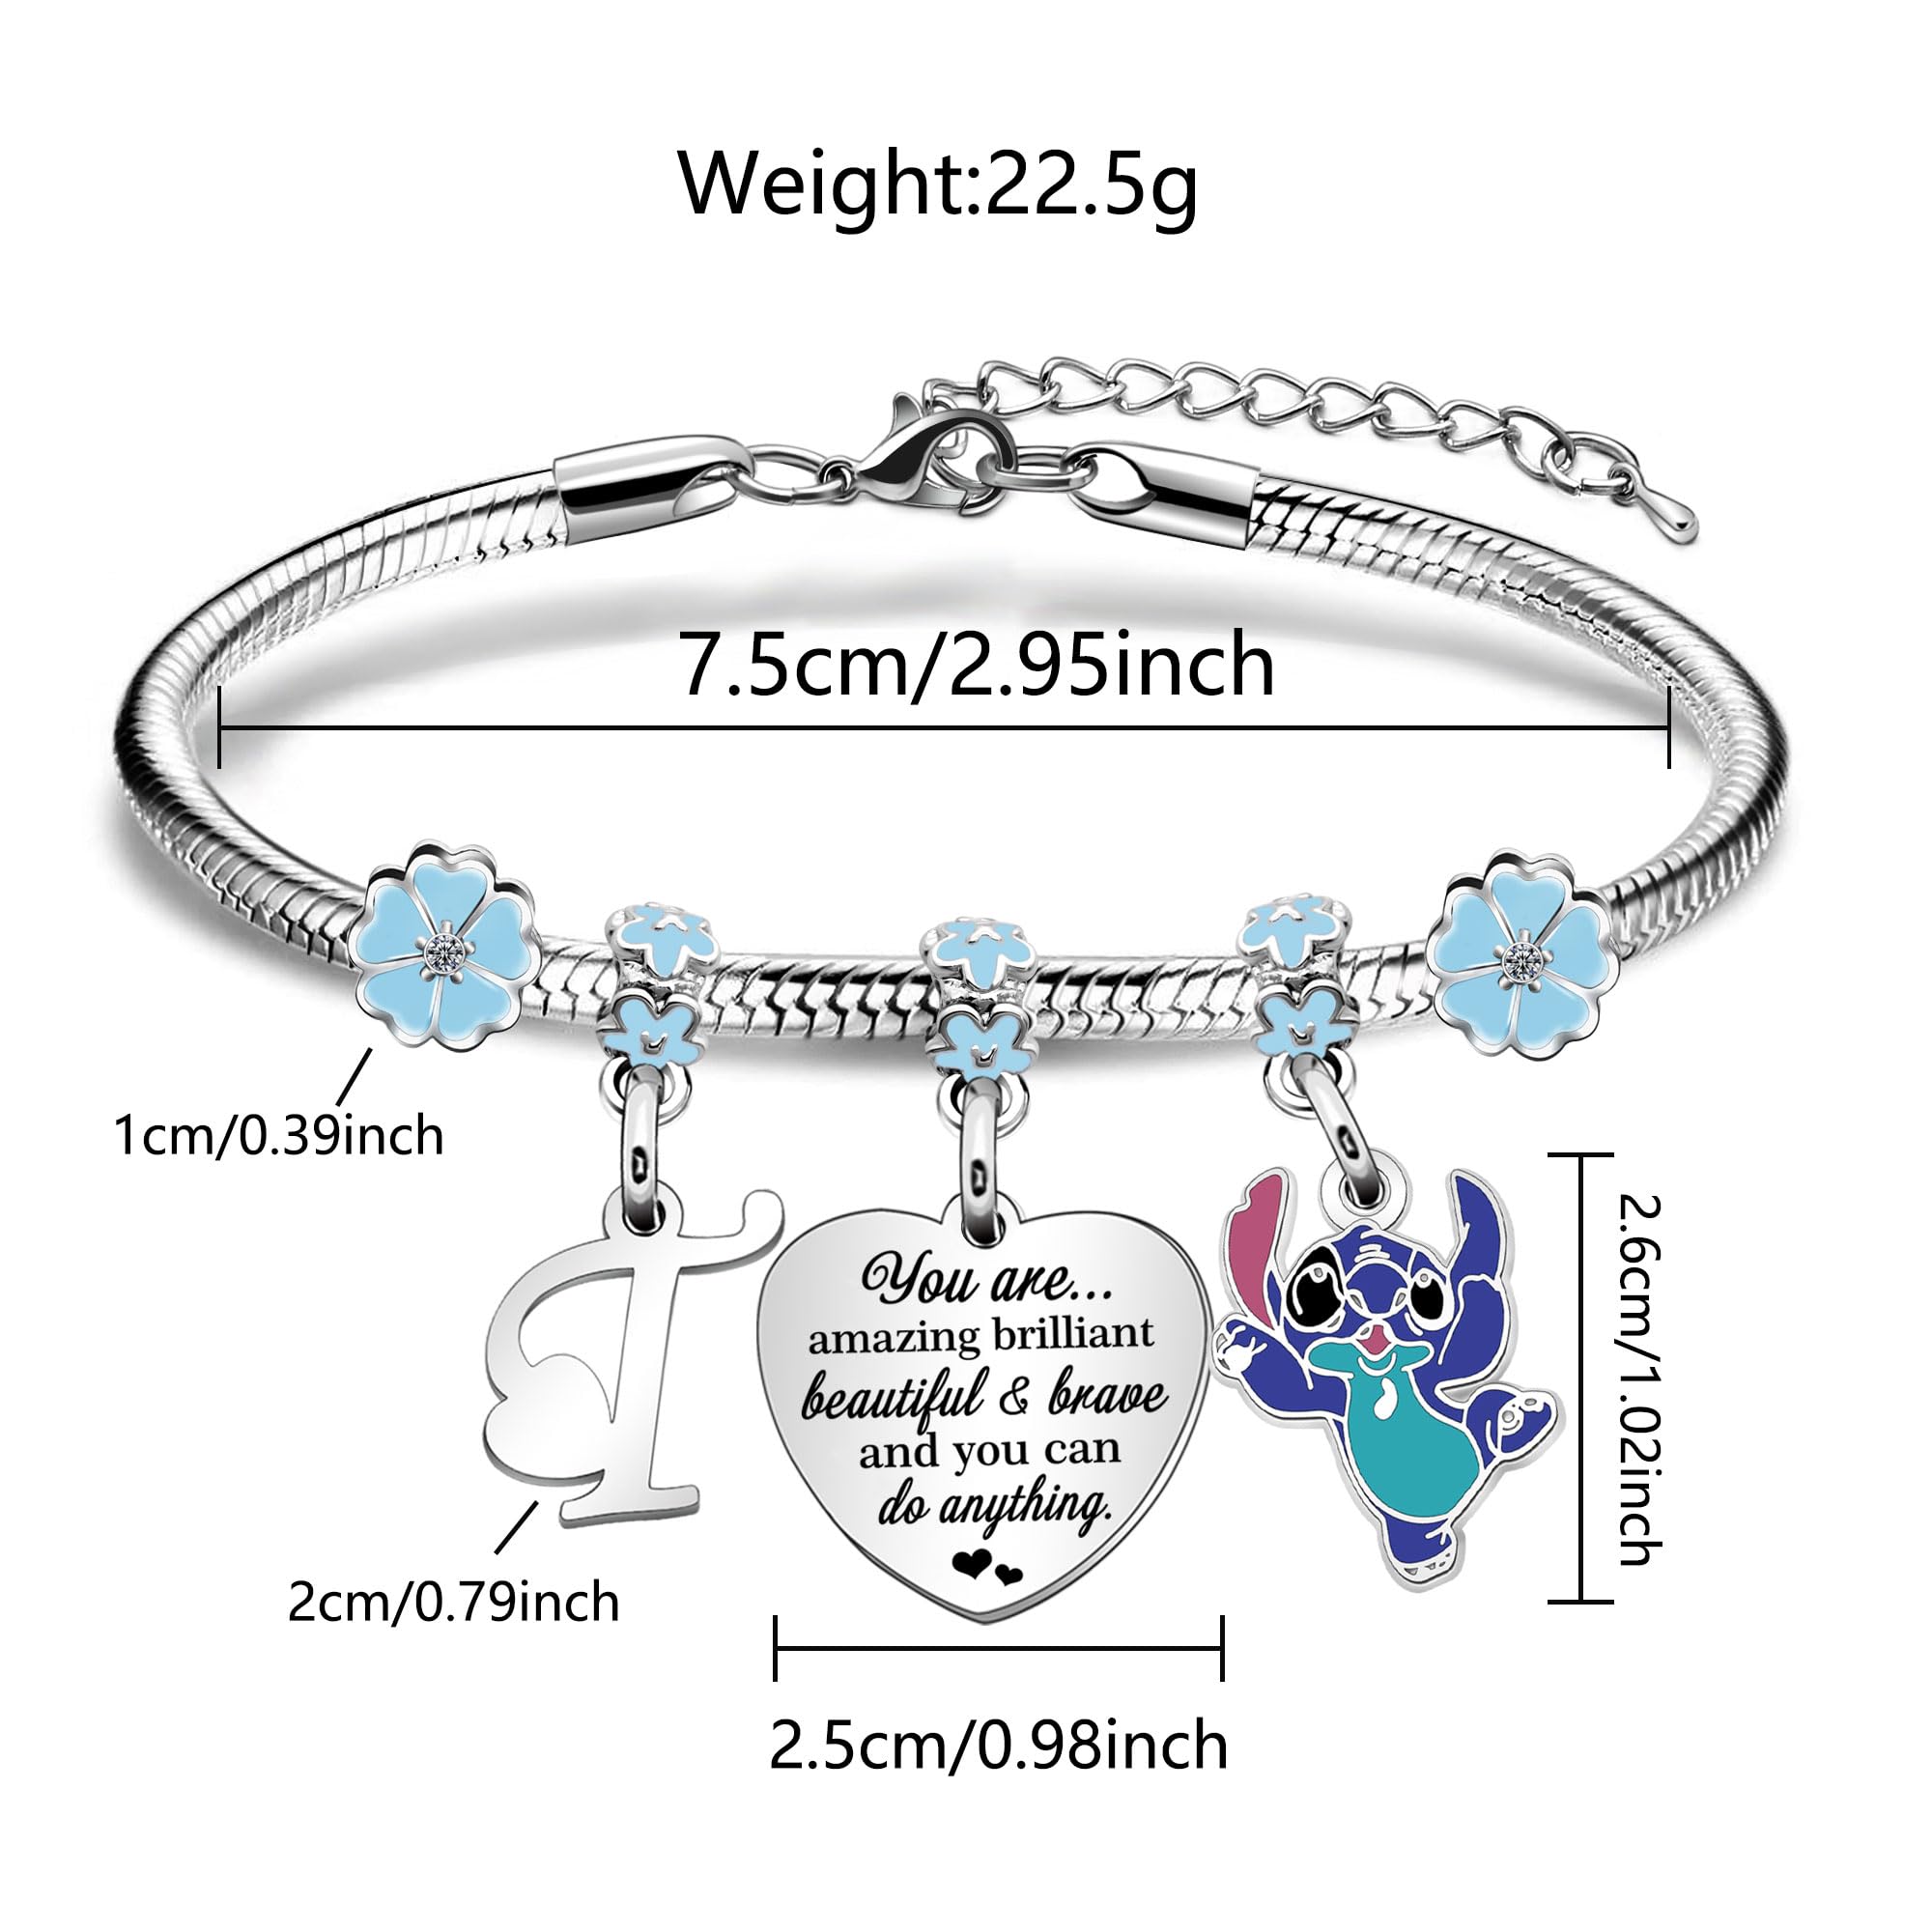 Weight:22.5g
7.5cm/2.95inch
1cm/0.39inch
I
You are...
amazing brilliant
beautiful & brave
and you can
do anything.
2.6cm/1.02inch
2cm/0.79inch
2.5cm/0.98inch